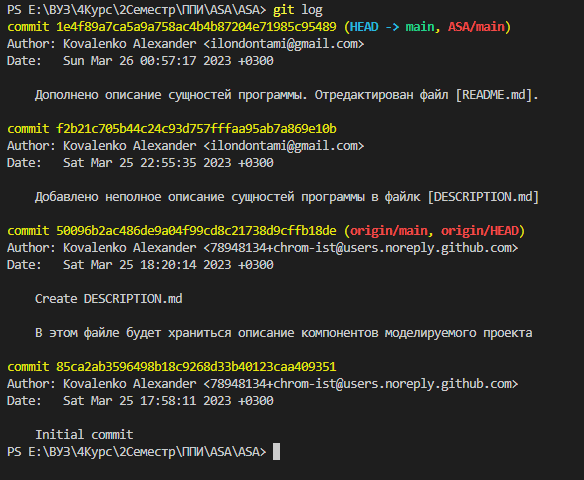 PS E:\ВУЗ\4Курс\2Семестр\ППИ\ASA\ASA> git log
commit 1e4f89a7ca5a9a758ac4b4b87204e71985c95489 (HEAD -> main, ASA/main)
Author: Kovalenko Alexander <ilondontami@gmail.com>
Date:   Sun Mar 26 00:57:17 2023 +0300
    Дополнено описание сущностей программы. Отредактирован файл [README.md].
commit f2b21c705b44c24c93d757fffaa95ab7a869e10b
Author: Kovalenko Alexander <ilondontami@gmail.com>
Date:   Sat Mar 25 22:55:35 2023 +0300
    Добавлено неполное описание сущностей программы в файлк [DESCRIPTION.md]
commit 50096b2ac486de9a04f99cd8c21738d9cffb18de (origin/main, origin/HEAD)
Author: Kovalenko Alexander <78948134+chrom-ist@users.noreply.github.com>
Date:   Sat Mar 25 18:20:14 2023 +0300
    Create DESCRIPTION.md
    В этом файле будет храниться описание компонентов моделируемого проекта
commit 85ca2ab3596498b18c9268d33b40123caa409351
Author: Kovalenko Alexander <78948134+chrom-ist@users.noreply.github.com>
Date:   Sat Mar 25 17:58:11 2023 +0300
    Initial commit
PS E:\ВУЗ\4Курс\2Семестр\ППИ\ASA\ASA>